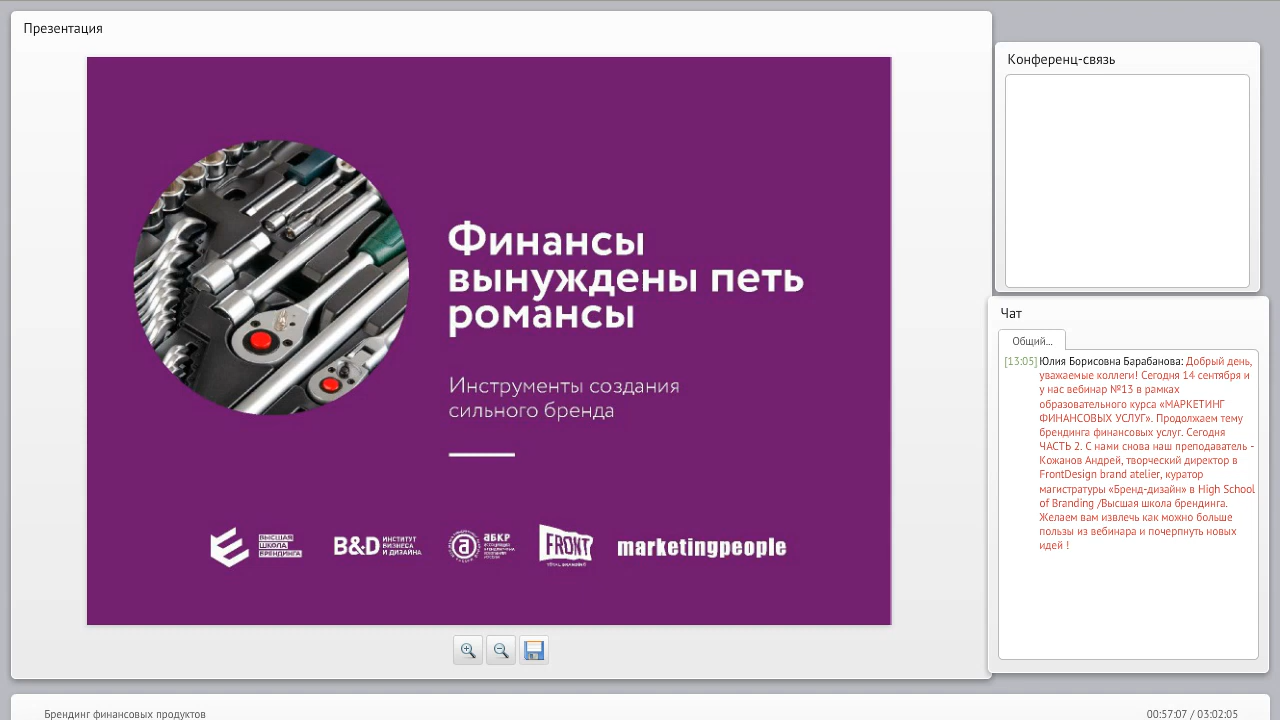 Презентация
Финансы
вынуждены петь
романсы
Инструменты создания
сильного бренда
ВЫСШАЯ
ШКОЛА
БРЕНДИНГА
B&D
ИНСТИТУТ
БИЗНЕСА
И ДИЗАЙНА
АБКР
FRONT
TOTAL BRANDING
marketingpeople
Конференц-связь
Чат
Общий...
[13:05] Юлия Борисовна Барабанова: Добрый день,
уважаемые коллеги! Сегодня 14 сентября и
у нас вебинар №13 в рамках
образовательного курса «МАРКЕТИНГ
ФИНАНСОВЫХ УСЛУГ». Продолжаем тему
брендинга финансовых услуг. Сегодня
ЧАСТЬ 2. С нами снова наш преподаватель -
Кожанов Андрей, творческий директор в
FrontDesign brand atelier, куратор
магистратуры «Бренд-дизайн» в High School
of Branding /Высшая школа брендинга.
Желаем вам извлечь как можно больше
пользы из вебинара и почерпнуть новых
идей !
Брендинг финансовых продуктов
00:57:07 / 03:02:05